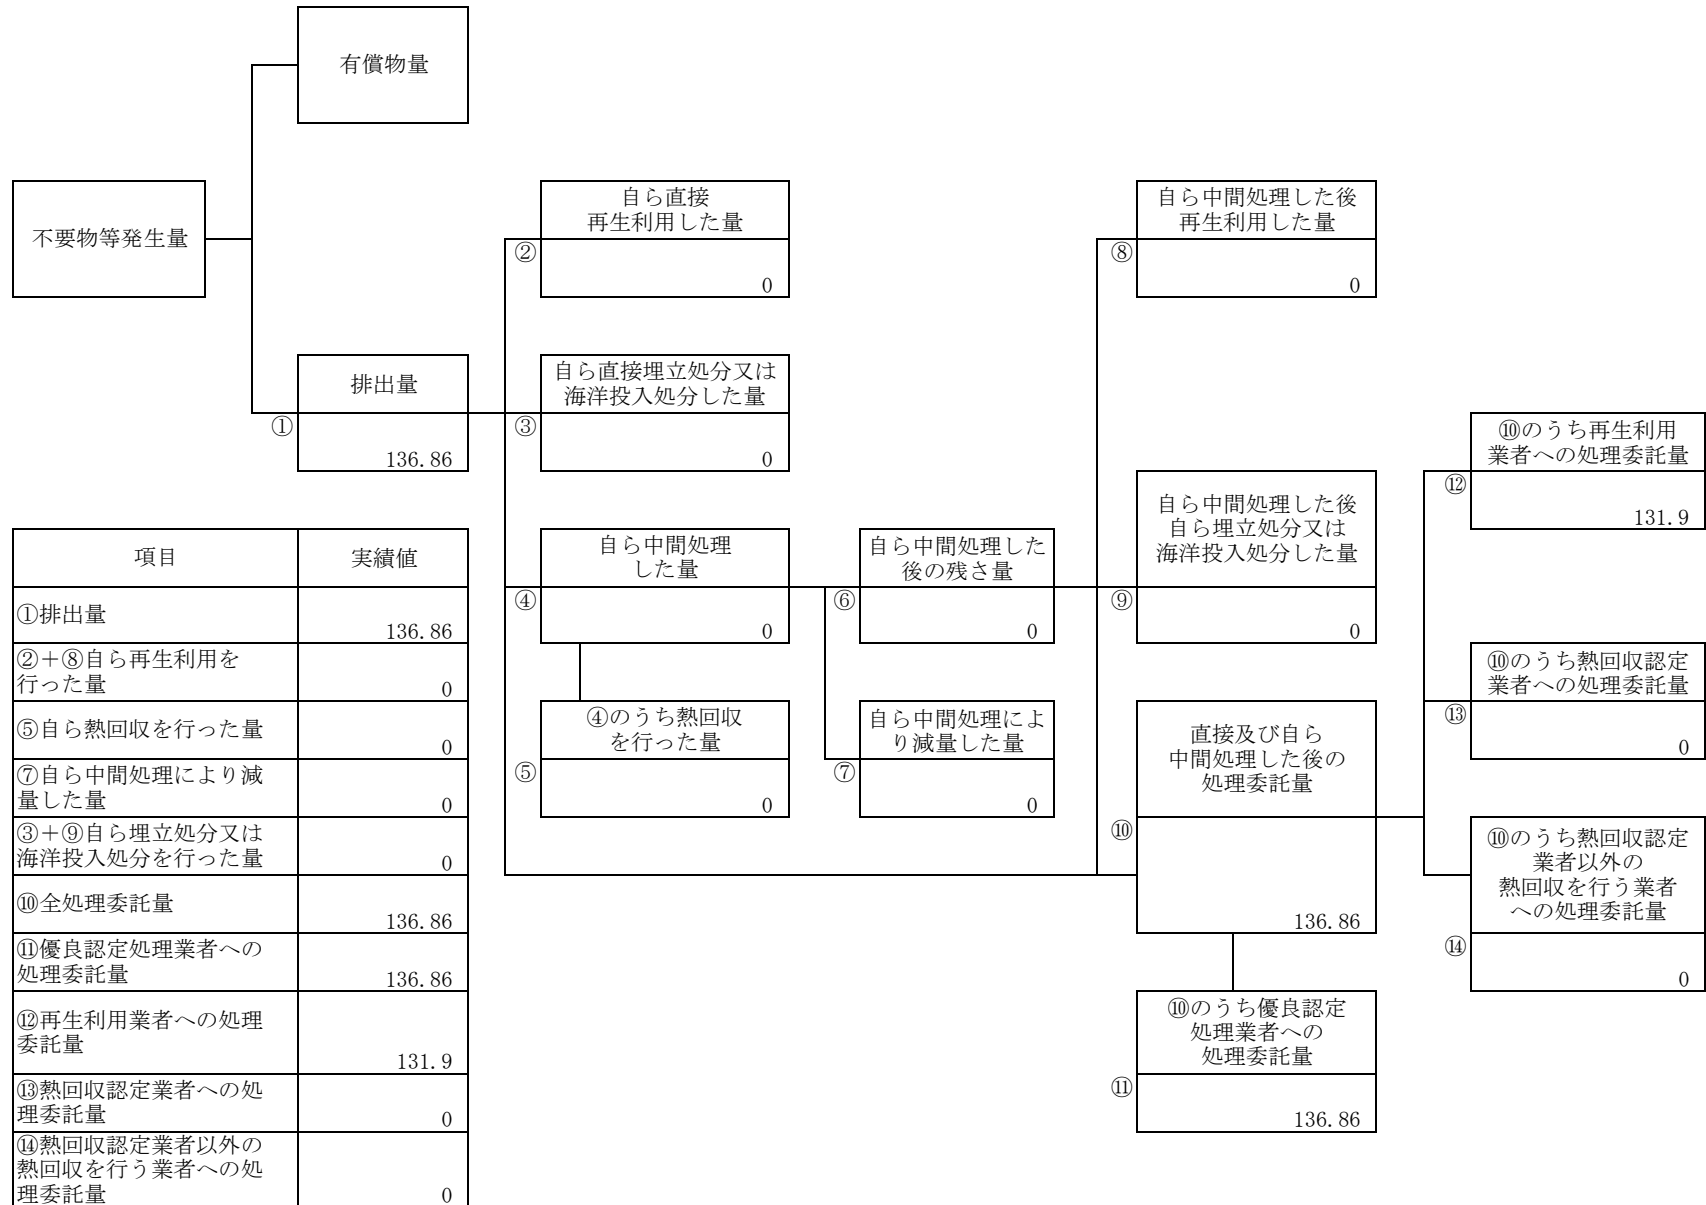 有償物量
不要物等発生量
自ら直接
再生利用した量
②
0
自ら中間処理した後
再生利用した量
⑧
0
排出量
①
136.86
自ら直接埋立処分又は
海洋投入処分した量
③
0
⑩のうち再生利用
業者への処理委託量
⑫
131.9
自ら中間処理
した量
④
0
自ら中間処理した
後の残さ量
⑥
0
自ら中間処理した後
自ら埋立処分又は
海洋投入処分した量
⑨
0
⑩のうち熱回収認定
業者への処理委託量
⑬
0
④のうち熱回収
を行った量
⑤
0
自ら中間処理によ
り減量した量
⑦
0
直接及び自ら
中間処理した後の
処理委託量
⑩
136.86
⑩のうち熱回収認定
業者以外の
熱回収を行う業者
への処理委託量
⑭
0
⑩のうち優良認定
処理業者への
処理委託量
⑪
136.86
項目 実績値
①排出量
136.86
②＋⑧自ら再生利用を
行った量 0
⑤自ら熱回収を行った量
0
⑦自ら中間処理により減
量した量 0
③＋⑨自ら埋立処分又は
海洋投入処分を行った量 0
⑩全処理委託量
136.86
⑪優良認定処理業者への
処理委託量 136.86
⑫再生利用業者への処理
委託量
131.9
⑬熱回収認定業者への処
理委託量 0
⑭熱回収認定業者以外の
熱回収を行う業者への処
理委託量 0